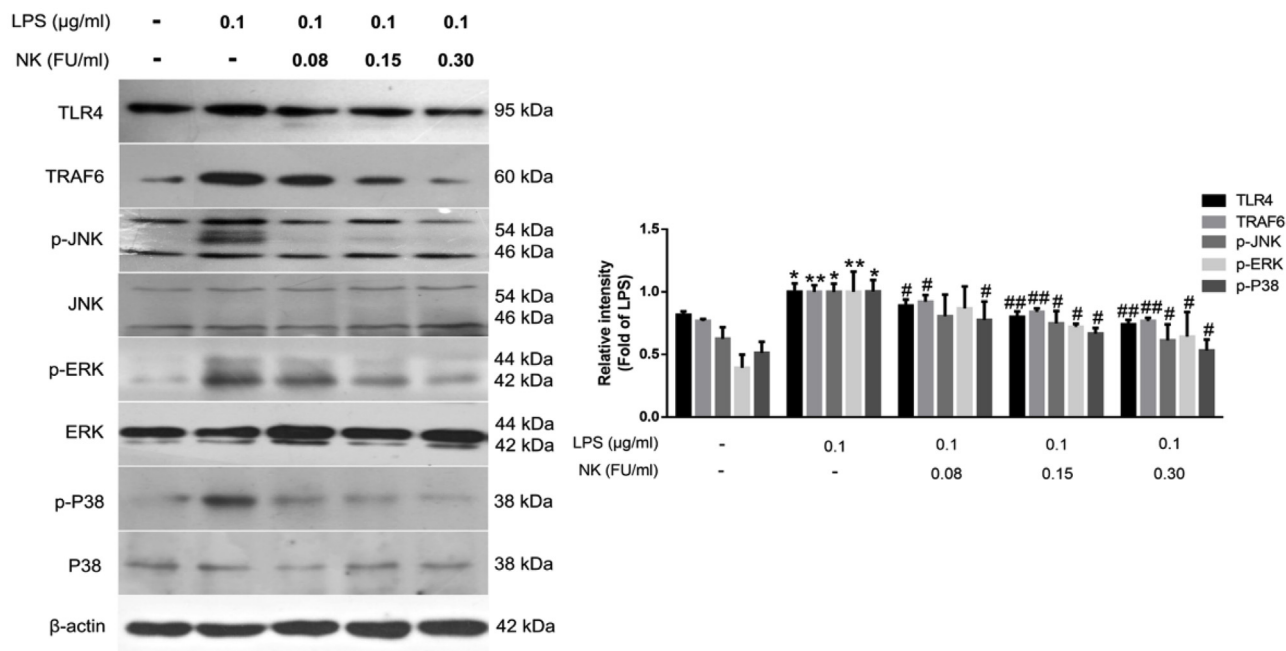 LPS (µg/ml) - 0.1 0.1 0.1 0.1
NK (FU/ml) - - 0.08 0.15 0.30
TLR4 95 kDa
TRAF6 60 kDa
p-JNK 54 kDa
46 kDa
JNK 54 kDa
46 kDa
p-ERK 44 kDa
42 kDa
ERK 44 kDa
42 kDa
p-P38 38 kDa
P38 38 kDa
β-actin 42 kDa
TLR4
TRAF6
p-JNK
p-ERK
p-P38
Relative intensity
(Fold of LPS)
1.5
1.0
0.5
0.0
* ** * ** *
# # #
## ## # # #
## ## # # #
LPS (µg/ml) - 0.1 0.1 0.1 0.1
NK (FU/ml) - - 0.08 0.15 0.30